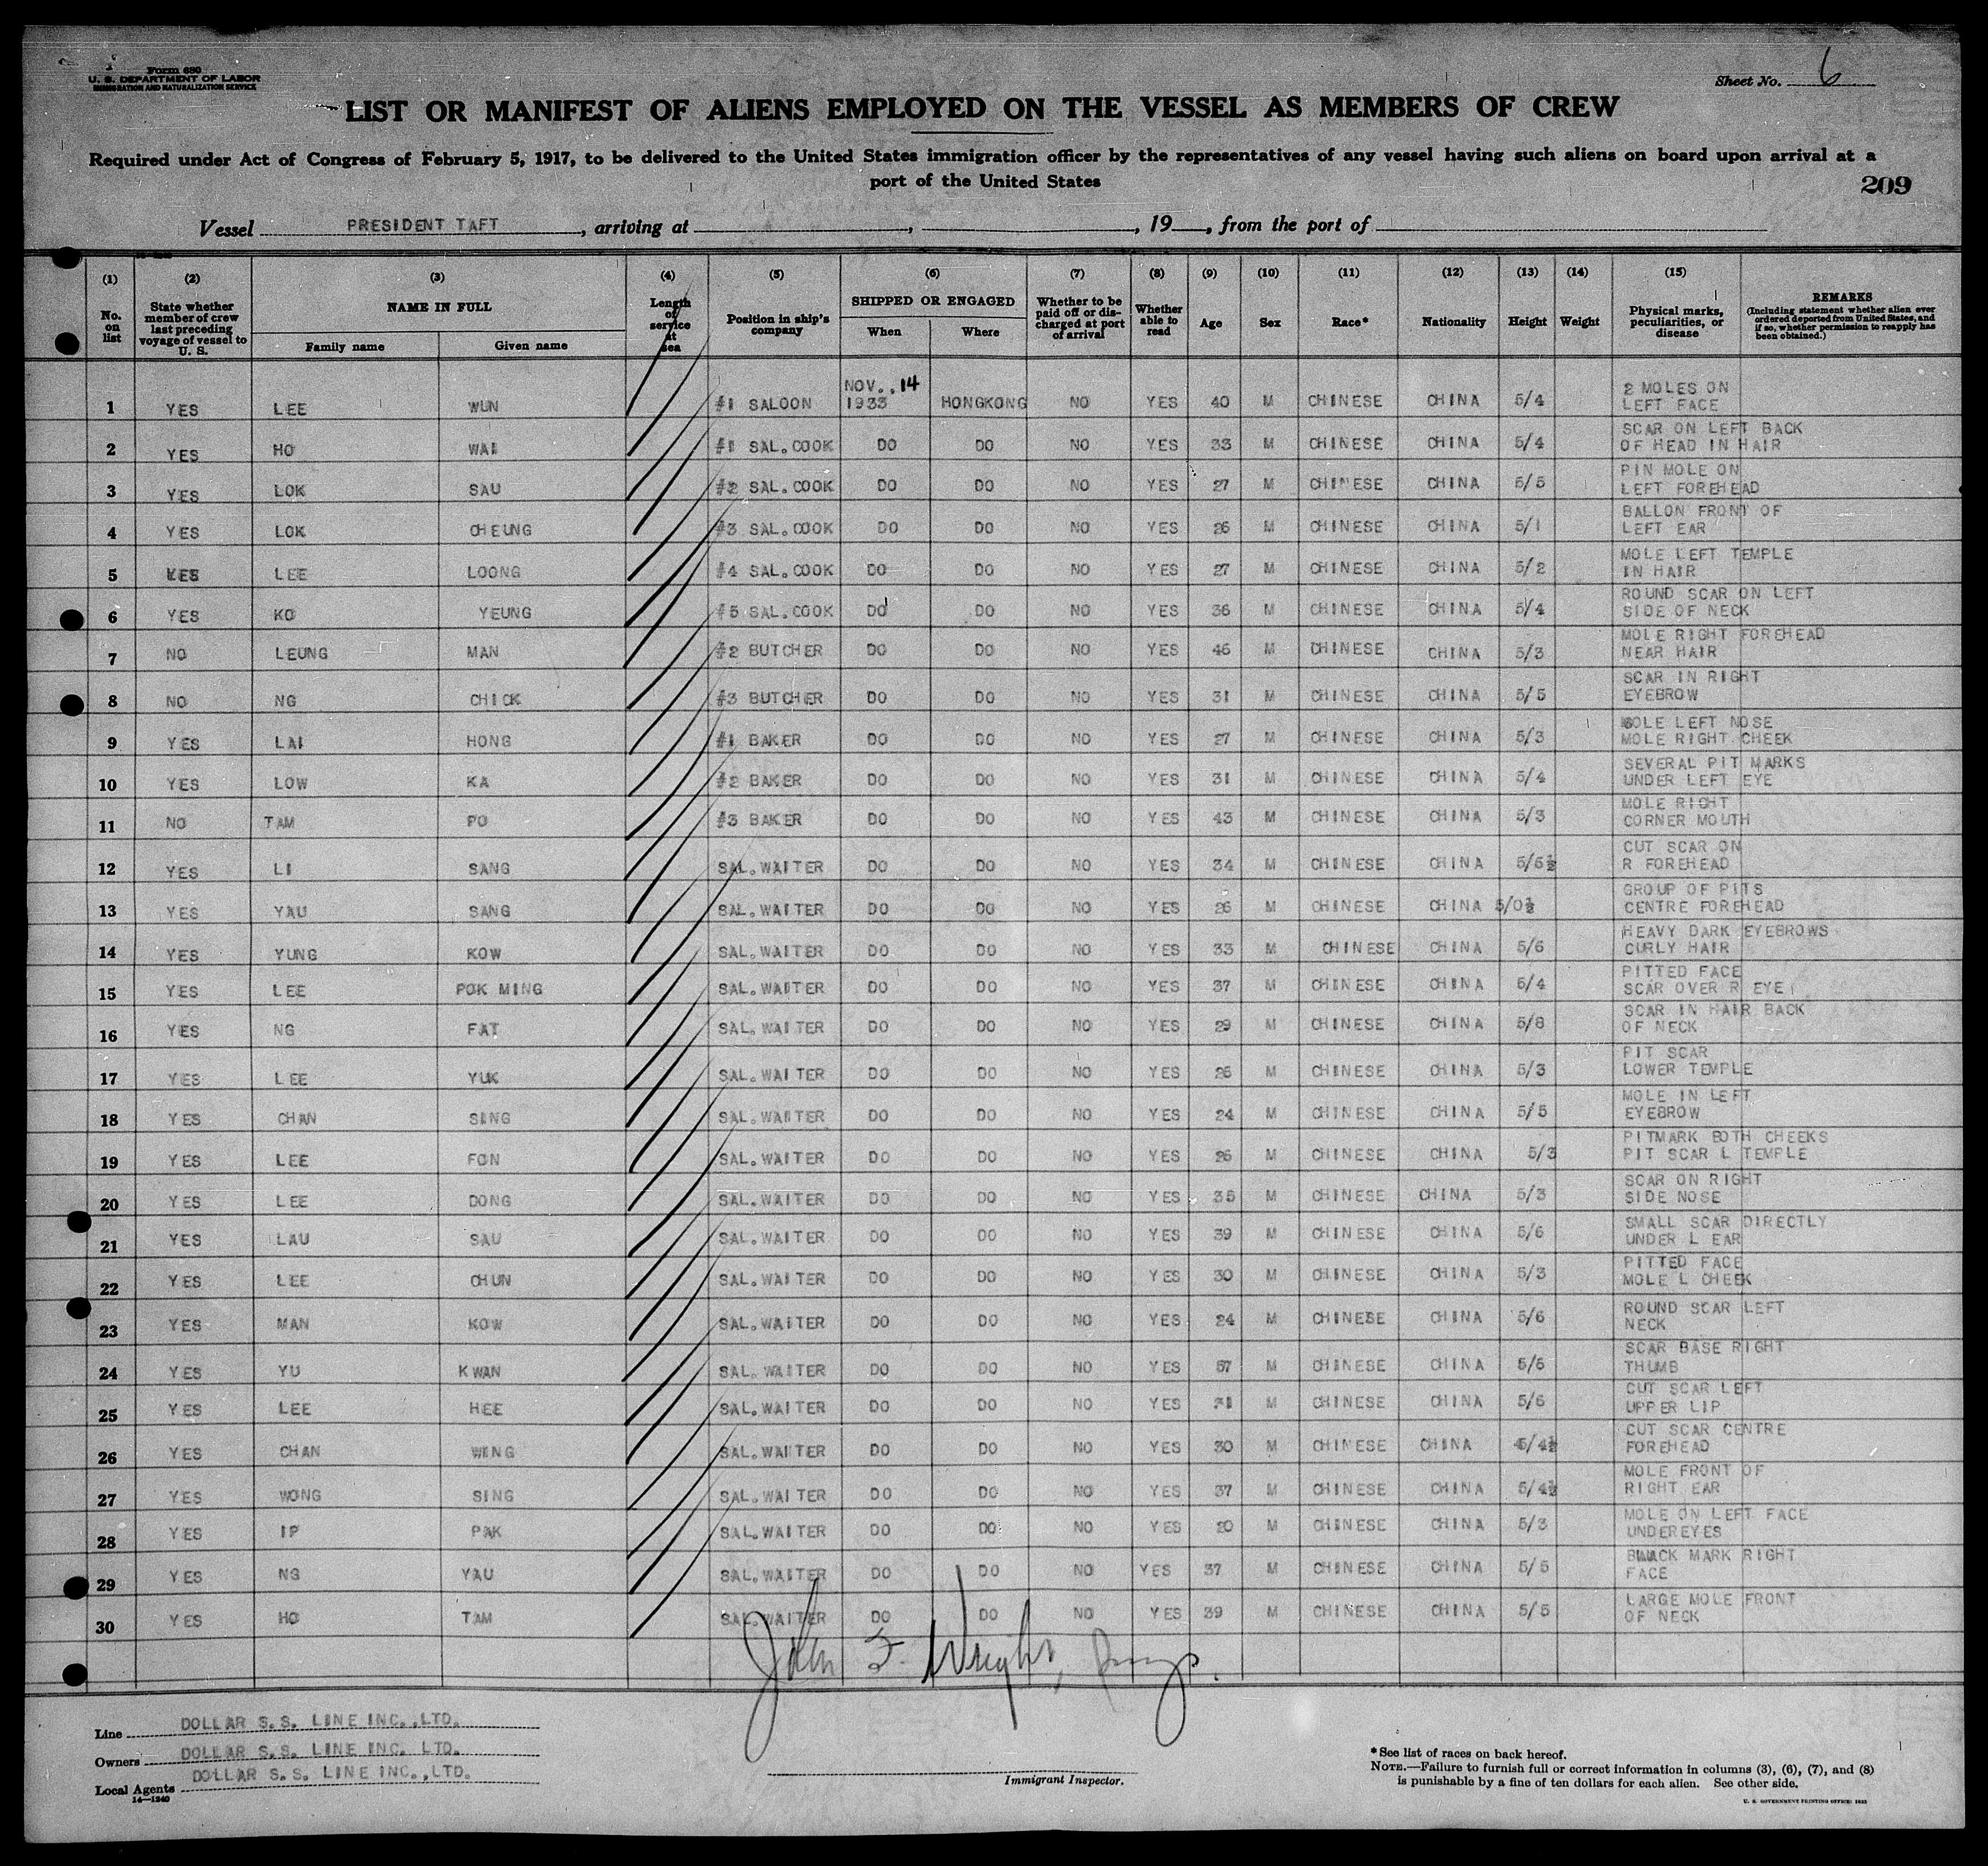 Form 680
U. S. DEPARTMENT OF LABOR
IMMIGRATION AND NATURALIZATION SERVICE
Sheet No. 6
LIST OR MANIFEST OF ALIENS EMPLOYED ON THE VESSEL AS MEMBERS OF CREW
Required under Act of Congress of February 5, 1917, to be delivered to the United States immigration officer by the representatives of any vessel having such aliens on board upon arrival at a
port of the United States
209
Vessel PRESIDENT TAFT, arriving at , , 19 , from the port of
(1) (2) (3) (4) (5) (6) (7) (8) (9) (10) (11) (12) (13) (14) (15)
No. on list State whether member of crew last preceding voyage of vessel to U. S. NAME IN FULL Family name Given name Length of service at sea Position in ship's company SHIPPED OR ENGAGED When Where Whether to be paid off or discharged at port of arrival Whether able to read Age Sex Race* Nationality Height Weight Physical marks, peculiarities, or disease REMARKS (Including statement whether alien ever ordered deported from United States, and if so, whether permission to reapply has been obtained.)
1 YES LEE WUN #1 SALOON NOV. 14 1933 HONGKONG NO YES 40 M CHINESE CHINA 5/4 2 MOLES ON LEFT FACE
2 YES HO WAI #1 SAL.COOK DO DO NO YES 33 M CHINESE CHINA 5/4 SCAR ON LEFT BACK OF HEAD IN HAIR
3 YES LOK SAU #2 SAL.COOK DO DO NO YES 27 M CHINESE CHINA 5/5 PIN MOLE ON LEFT FOREHEAD
4 YES LOK CHEUNG #3 SAL.COOK DO DO NO YES 26 M CHINESE CHINA 5/1 BALLON FRONT OF LEFT EAR
5 YES LEE LOONG #4 SAL.COOK DO DO NO YES 27 M CHINESE CHINA 5/2 MOLE LEFT TEMPLE IN HAIR
6 YES KO YEUNG #5 SAL.COOK DO DO NO YES 36 M CHINESE CHINA 5/4 ROUND SCAR ON LEFT SIDE OF NECK
7 NO LEUNG MAN #2 BUTCHER DO DO NO YES 46 M CHINESE CHINA 5/3 MOLE RIGHT FOREHEAD NEAR HAIR
8 NO NG CHICK #3 BUTCHER DO DO NO YES 31 M CHINESE CHINA 5/5 SCAR IN RIGHT EYEBROW
9 YES LAI HONG #1 BAKER DO DO NO YES 27 M CHINESE CHINA 5/3 MOLE LEFT NOSE MOLE RIGHT CHEEK
10 YES LOW KA #2 BAKER DO DO NO YES 31 M CHINESE CHINA 5/4 SEVERAL PIT MARKS UNDER LEFT EYE
11 NO TAM PO #3 BAKER DO DO NO YES 43 M CHINESE CHINA 5/3 MOLE RIGHT CORNER MOUTH
12 YES LI SANG SAL.WAITER DO DO NO YES 34 M CHINESE CHINA 5/5½ CUT SCAR ON R FOREHEAD
13 YES YAU SANG SAL.WAITER DO DO NO YES 26 M CHINESE CHINA 5/0½ GROUP OF PITS CENTRE FOREHEAD
14 YES YUNG KOW SAL.WAITER DO DO NO YES 33 M CHINESE CHINA 5/6 HEAVY DARK EYEBROWS CURLY HAIR
15 YES LEE POK MING SAL.WAITER DO DO NO YES 37 M CHINESE CHINA 5/4 PITTED FACE SCAR OVER R EYE
16 YES NG FAT SAL.WAITER DO DO NO YES 29 M CHINESE CHINA 5/8 SCAR IN HAIR BACK OF NECK
17 YES LEE YUK SAL.WAITER DO DO NO YES 25 M CHINESE CHINA 5/3 PIT SCAR LOWER TEMPLE
18 YES CHAN SING SAL.WAITER DO DO NO YES 24 M CHINESE CHINA 5/5 MOLE IN LEFT EYEBROW
19 YES LEE FON SAL.WAITER DO DO NO YES 26 M CHINESE CHINA 5/3 PITMARK BOTH CHEEKS PIT SCAR L TEMPLE
20 YES LEE DONG SAL.WAITER DO DO NO YES 35 M CHINESE CHINA 5/3 SCAR ON RIGHT SIDE NOSE
21 YES LAU SAU SAL.WAITER DO DO NO YES 39 M CHINESE CHINA 5/6 SMALL SCAR DIRECTLY UNDER L EAR
22 YES LEE CHUN SAL.WAITER DO DO NO YES 30 M CHINESE CHINA 5/3 PITTED FACE MOLE L CHEEK
23 YES MAN KOW SAL.WAITER DO DO NO YES 24 M CHINESE CHINA 5/6 ROUND SCAR LEFT NECK
24 YES YU KWAN SAL.WAITER DO DO NO YES 57 M CHINESE CHINA 5/5 SCAR BASE RIGHT THUMB
25 YES LEE HEE SAL.WAITER DO DO NO YES 31 M CHINESE CHINA 5/6 CUT SCAR LEFT UPPER LIP
26 YES CHAN WING SAL.WAITER DO DO NO YES 30 M CHINESE CHINA 5/4½ CUT SCAR CENTRE FOREHEAD
27 YES WONG SING SAL.WAITER DO DO NO YES 37 M CHINESE CHINA 5/4½ MOLE FRONT OF RIGHT EAR
28 YES IP PAK SAL.WAITER DO DO NO YES 20 M CHINESE CHINA 5/3 MOLE ON LEFT FACE UNDEREYES
29 YES NG YAU SAL.WAITER DO DO NO YES 37 M CHINESE CHINA 5/5 BLACK MARK RIGHT FACE
30 YES HO TAM SAL.WAITER DO DO NO YES 39 M CHINESE CHINA 5/5 LARGE MOLE FRONT OF NECK
John F. Wright,
Line DOLLAR S.S. LINE INC.,LTD.
Owners DOLLAR S.S. LINE INC. LTD.
Local Agents DOLLAR S.S. LINE INC.,LTD.
14—1240
Immigrant Inspector.
*See list of races on back hereof.
NOTE.—Failure to furnish full or correct information in columns (3), (6), (7), and (8)
is punishable by a fine of ten dollars for each alien. See other side.
U. S. GOVERNMENT PRINTING OFFICE: 1933